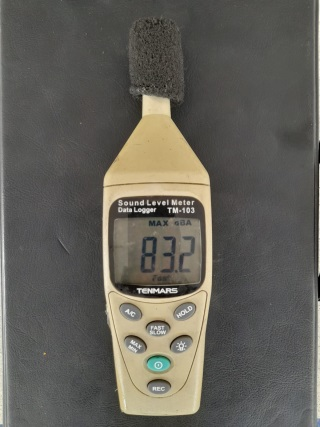 Sound Level Meter
Data Logger TM-103
MAX dBA
83.2
Fast
TENMARS
A/C
HOLD
FAST
SLOW
MAX
MIN
REC